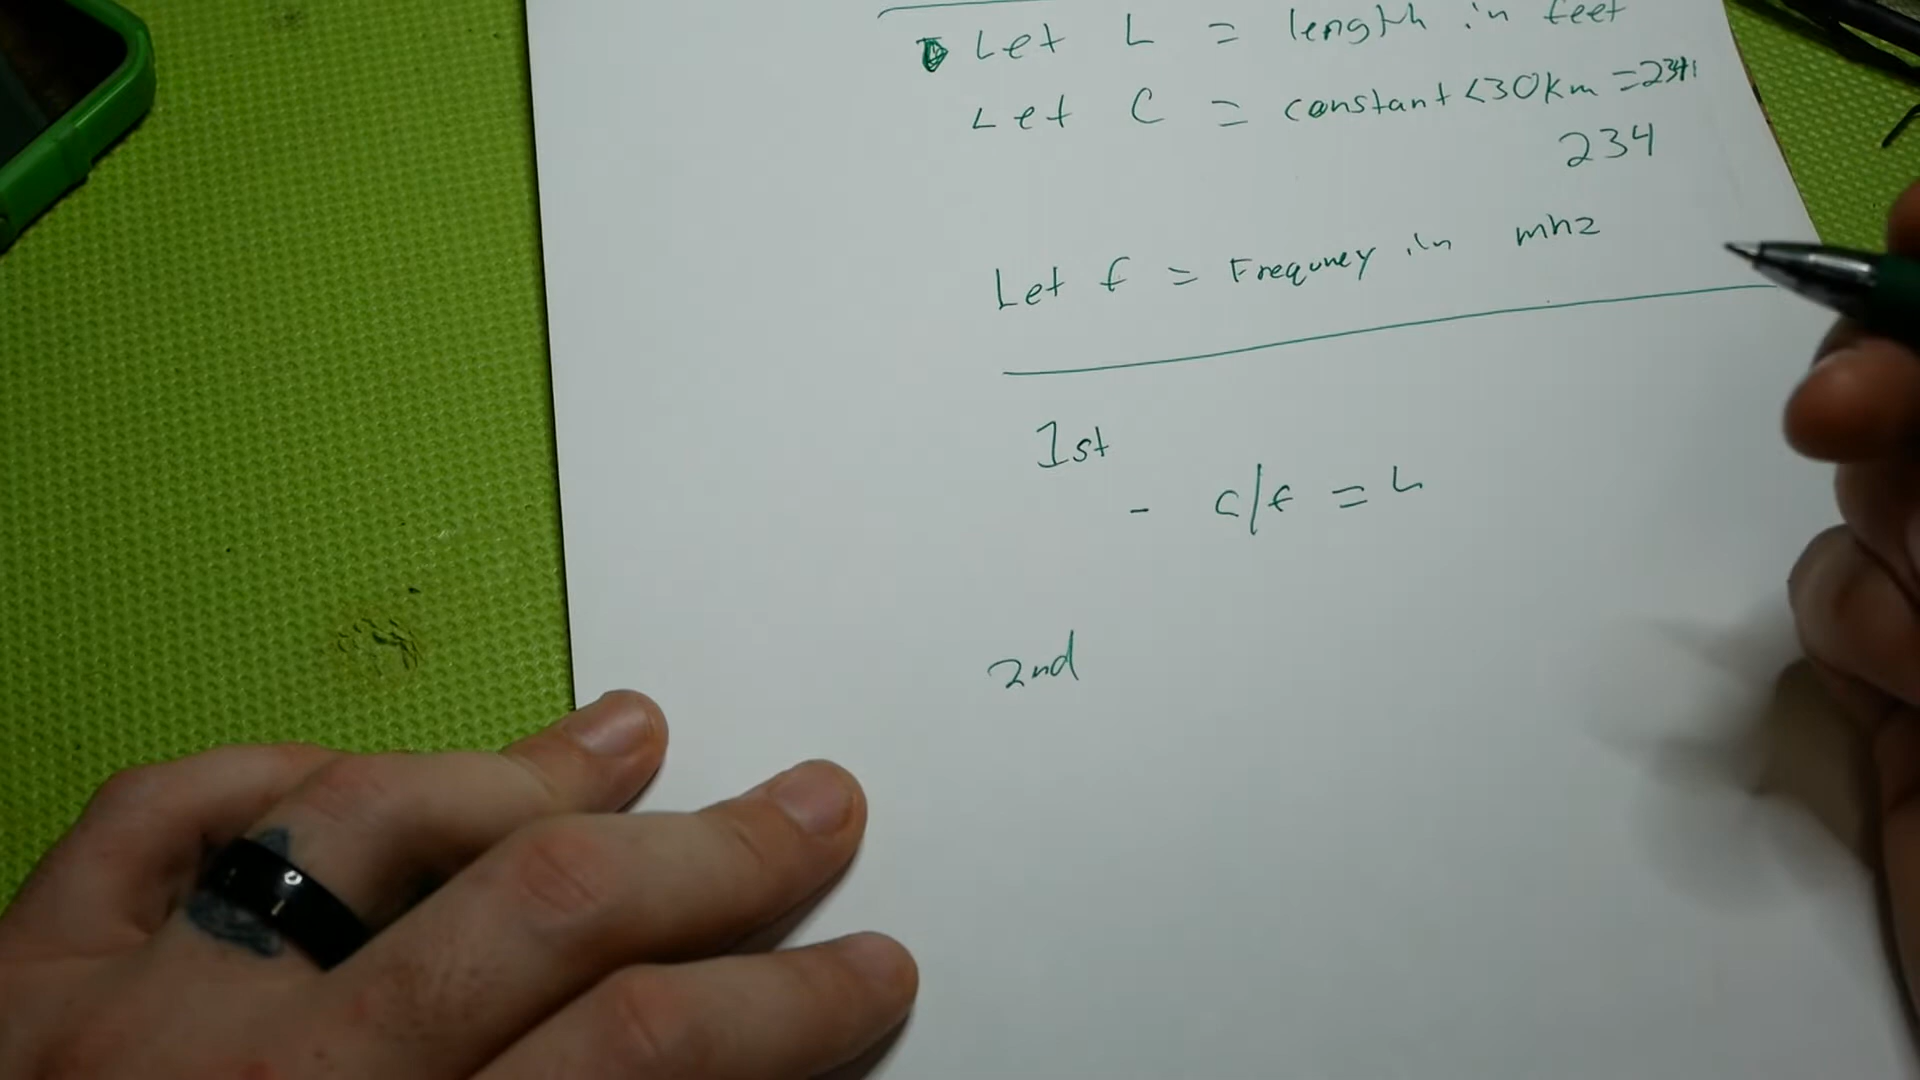 Let L = length in feet
Let C = constant <30km =234
234
Let f = Frequney in mhz
1st
- c/f = L
2nd